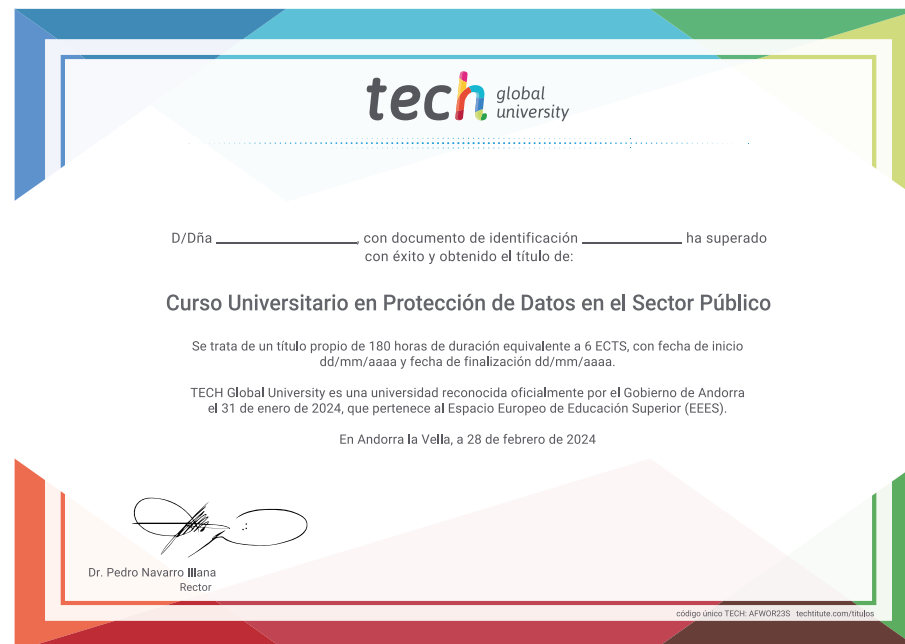 tech global university
D/Dña ______________, con documento de identificación __________ ha superado
con éxito y obtenido el título de:
Curso Universitario en Protección de Datos en el Sector Público
Se trata de un título propio de 180 horas de duración equivalente a 6 ECTS, con fecha de inicio
dd/mm/aaaa y fecha de finalización dd/mm/aaaa.
TECH Global University es una universidad reconocida oficialmente por el Gobierno de Andorra
el 31 de enero de 2024, que pertenece al Espacio Europeo de Educación Superior (EEES).
En Andorra la Vella, a 28 de febrero de 2024
Dr. Pedro Navarro Illana
Rector
código único TECH: AFWOR23S techtitute.com/titulos